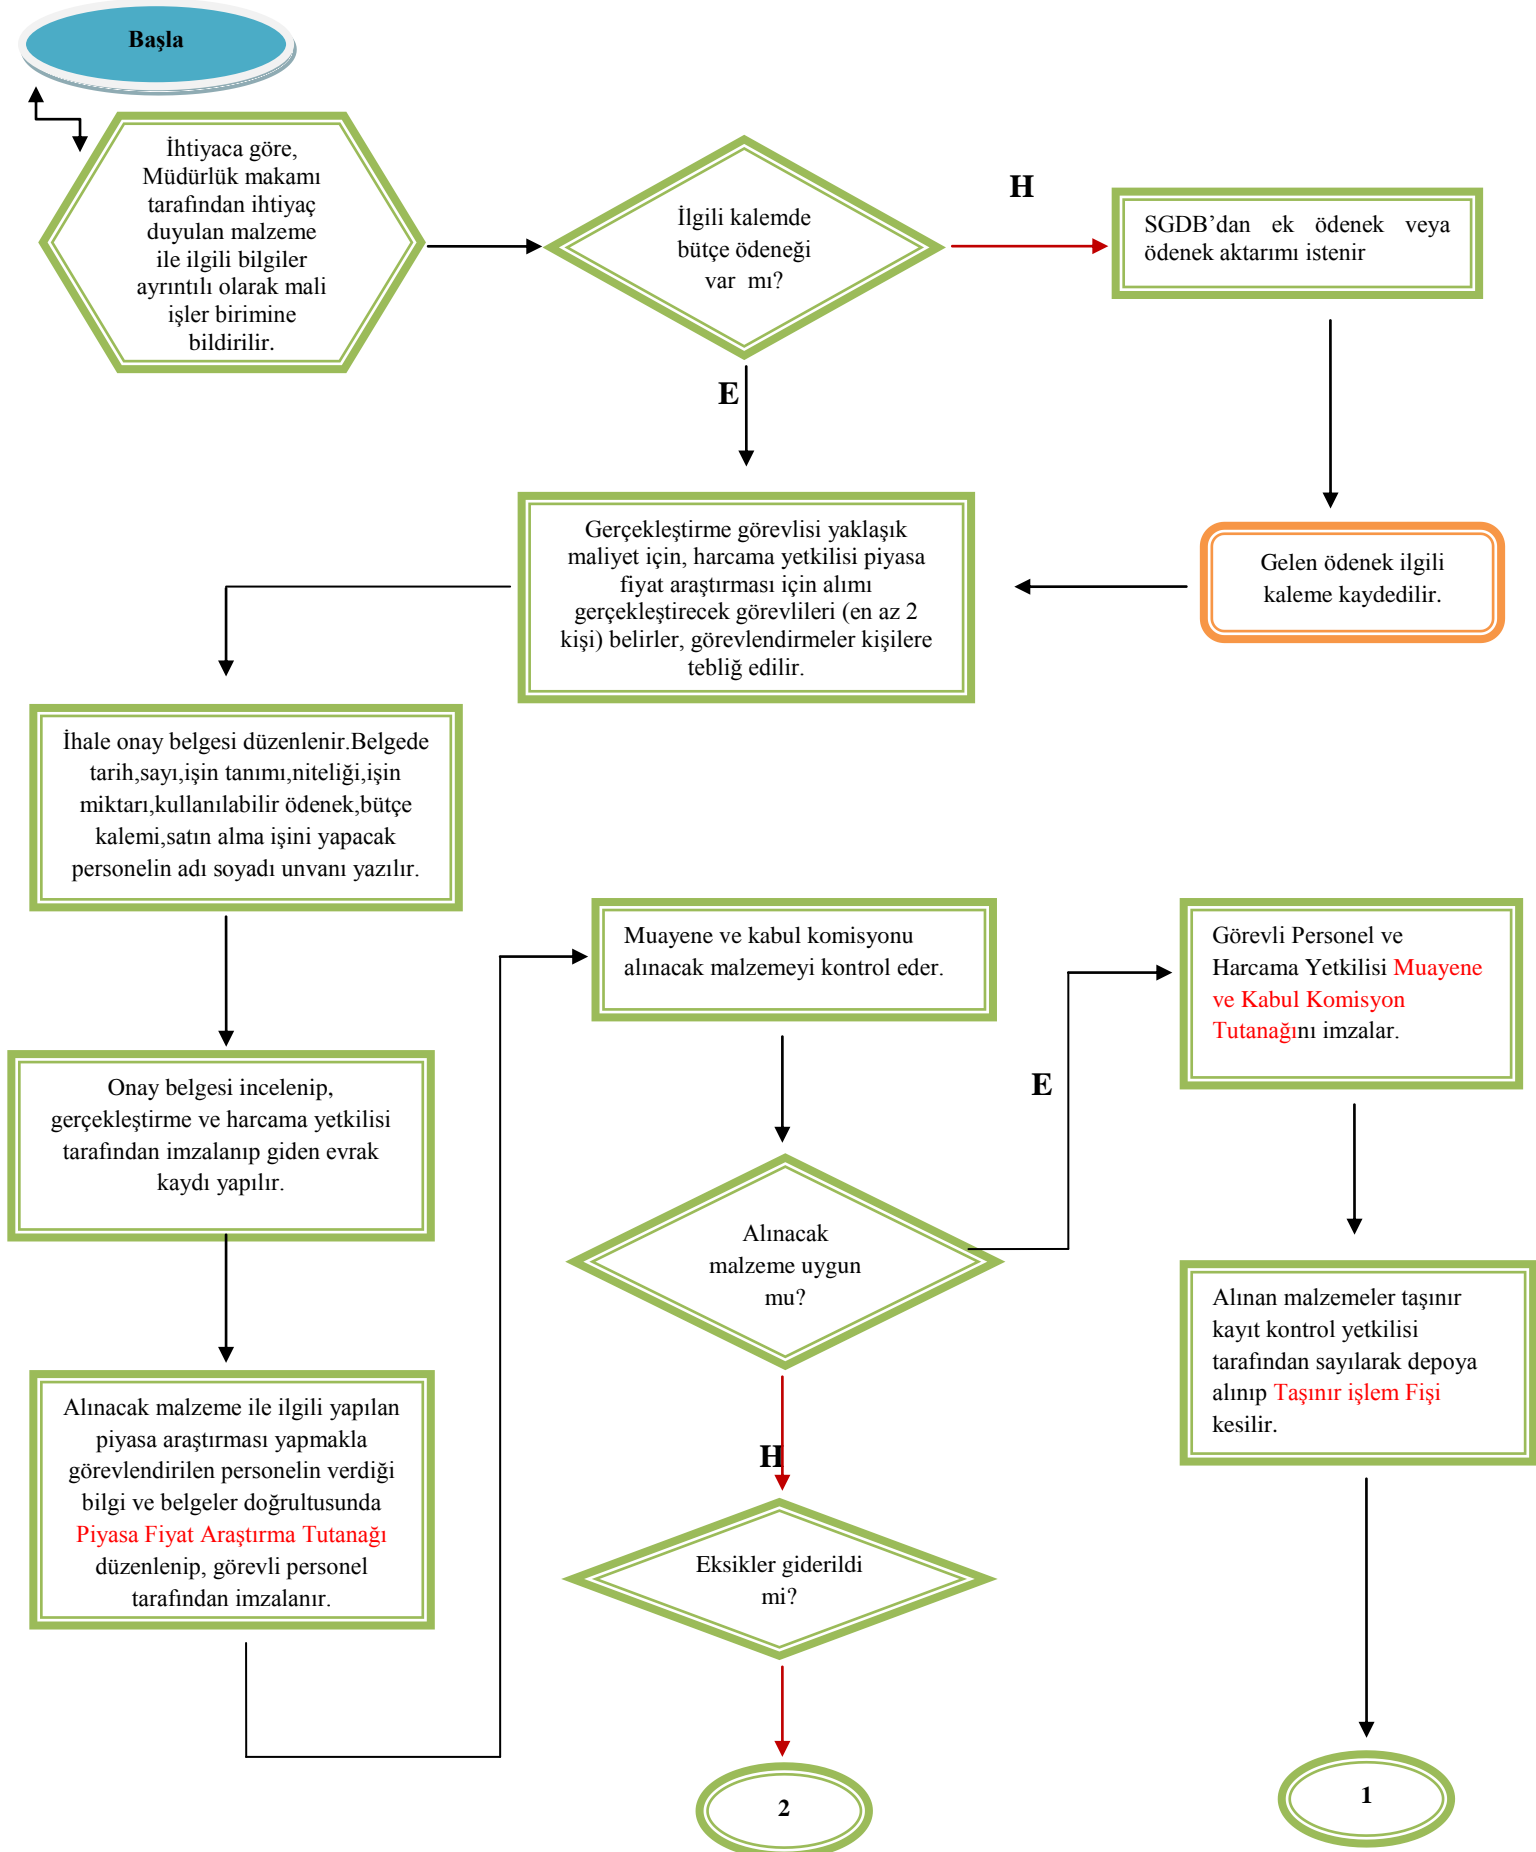 Başla
İhtiyaca göre,
Müdürlük makamı
tarafından ihtiyaç
duyulan malzeme
ile ilgili bilgiler
ayrıntılı olarak mali
işler birimine
bildirilir.
İlgili kalemde
bütçe ödeneği
var mı?
H
SGDB’dan ek ödenek veya
ödenek aktarımı istenir
E
Gerçekleştirme görevlisi yaklaşık
maliyet için, harcama yetkilisi piyasa
fiyat araştırması için alımı
gerçekleştirecek görevlileri (en az 2
kişi) belirler, görevlendirmeler kişilere
tebliğ edilir.
Gelen ödenek ilgili
kaleme kaydedilir.
İhale onay belgesi düzenlenir.Belgede
tarih,sayı,işin tanımı,niteliği,işin
miktarı,kullanılabilir ödenek,bütçe
kalemi,satın alma işini yapacak
personelin adı soyadı unvanı yazılır.
Onay belgesi incelenip,
gerçekleştirme ve harcama yetkilisi
tarafından imzalanıp giden evrak
kaydı yapılır.
Alınacak malzeme ile ilgili yapılan
piyasa araştırması yapmakla
görevlendirilen personelin verdiği
bilgi ve belgeler doğrultusunda
Piyasa Fiyat Araştırma Tutanağı
düzenlenip, görevli personel
tarafından imzalanır.
Muayene ve kabul komisyonu
alınacak malzemeyi kontrol eder.
Alınacak
malzeme uygun
mu?
E
H
Eksikler giderildi
mi?
2
Görevli Personel ve
Harcama Yetkilisi Muayene
ve Kabul Komisyon
Tutanağını imzalar.
Alınan malzemeler taşınır
kayıt kontrol yetkilisi
tarafından sayılarak depoya
alınıp Taşınır işlem Fişi
kesilir.
1